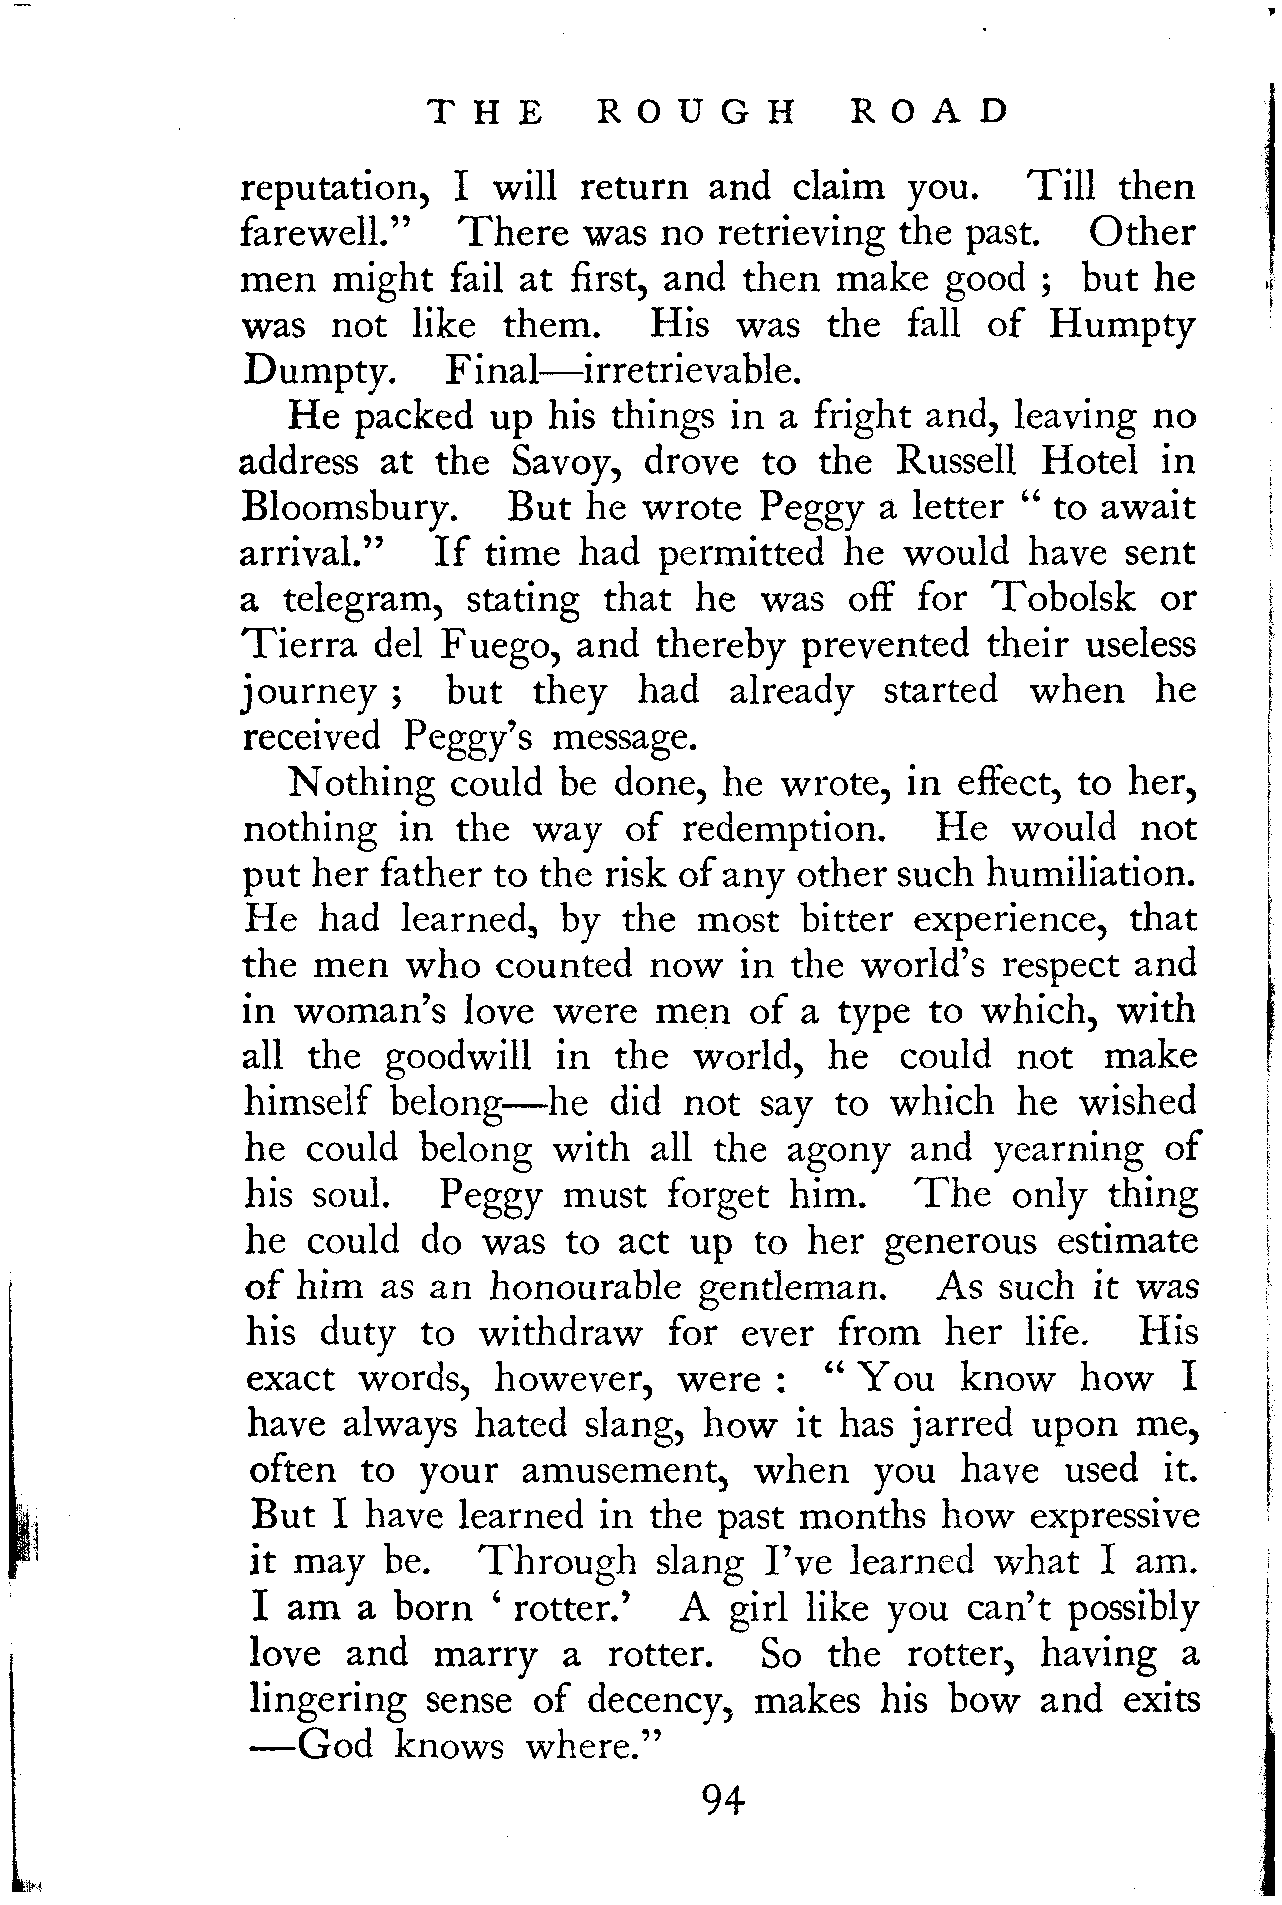 THE ROUGH ROAD
reputation, I will return and claim you. Till then
farewell.” There was no retrieving the past. Other
men might fail at first, and then make good ; but he
was not like them. His was the fall of Humpty
Dumpty. Final—irretrievable.
He packed up his things in a fright and, leaving no
address at the Savoy, drove to the Russell Hotel in
Bloomsbury. But he wrote Peggy a letter “ to await
arrival.” If time had permitted he would have sent
a telegram, stating that he was off for Tobolsk or
Tierra del Fuego, and thereby prevented their useless
journey ; but they had already started when he
received Peggy’s message.
Nothing could be done, he wrote, in effect, to her,
nothing in the way of redemption. He would not
put her father to the risk of any other such humiliation.
He had learned, by the most bitter experience, that
the men who counted now in the world’s respect and
in woman’s love were men of a type to which, with
all the goodwill in the world, he could not make
himself belong—he did not say to which he wished
he could belong with all the agony and yearning of
his soul. Peggy must forget him. The only thing
he could do was to act up to her generous estimate
of him as an honourable gentleman. As such it was
his duty to withdraw for ever from her life. His
exact words, however, were : “ You know how I
have always hated slang, how it has jarred upon me,
often to your amusement, when you have used it.
But I have learned in the past months how expressive
it may be. Through slang I’ve learned what I am.
I am a born ‘ rotter.’ A girl like you can’t possibly
love and marry a rotter. So the rotter, having a
lingering sense of decency, makes his bow and exits
—God knows where.”
94